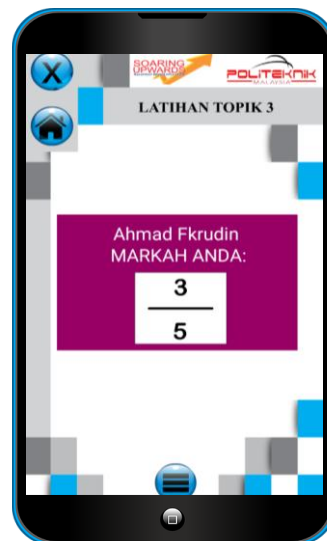 X
SOARING
UPWARDS
POLITEKNIK
MALAYSIA
LATIHAN TOPIK 3
Ahmad Fkrudin
MARKAH ANDA:
3
5